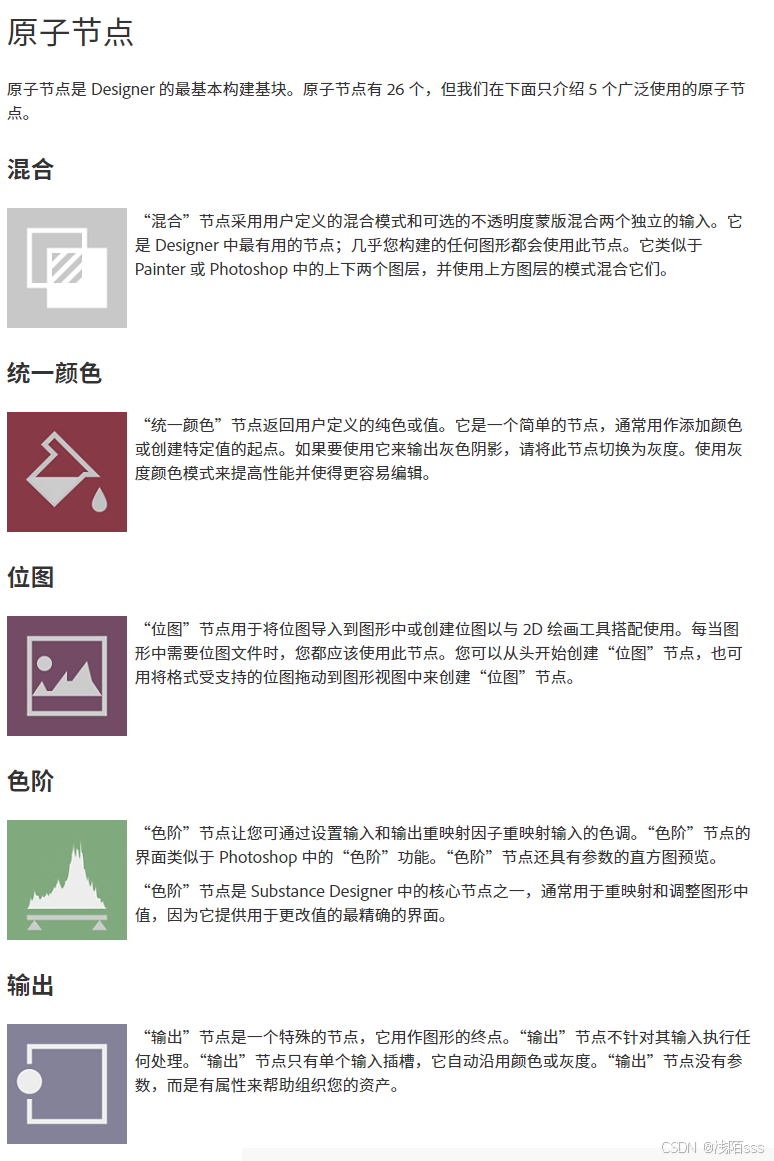 原子节点
原子节点是 Designer 的最基本构建基块。原子节点有 26 个，但我们在下面只介绍 5 个广泛使用的原子节
点。
混合
“混合”节点采用用户定义的混合模式和可选的不透明度蒙版混合两个独立的输入。它
是 Designer 中最有用的节点；几乎您构建的任何图形都会使用此节点。它类似于
Painter 或 Photoshop 中的上下两个图层，并使用上方图层的模式混合它们。
统一颜色
“统一颜色”节点返回用户定义的纯色或值。它是一个简单的节点，通常用作添加颜色
或创建特定值的起点。如果要使用它来输出灰色阴影，请将此节点切换为灰度。使用灰
度颜色模式来提高性能并使得更容易编辑。
位图
“位图”节点用于将位图导入到图形中或创建位图以与 2D 绘画工具搭配使用。每当图
形中需要位图文件时，您都应该使用此节点。您可以从头开始创建“位图”节点，也可
用将格式受支持的位图拖动到图形视图中来创建“位图”节点。
色阶
“色阶”节点让您可通过设置输入和输出重映射因子重映射输入的色调。“色阶”节点的
界面类似于 Photoshop 中的“色阶”功能。“色阶”节点还具有参数的直方图预览。
“色阶”节点是 Substance Designer 中的核心节点之一，通常用于重映射和调整图形中
值，因为它提供用于更改值的最精确的界面。
输出
“输出”节点是一个特殊的节点，它用作图形的终点。“输出”节点不针对其输入执行任
何处理。“输出”节点只有单个输入插槽，它自动沿用颜色或灰度。“输出”节点没有参
数，而是有属性来帮助组织您的资产。
CSDN @浅陌sss